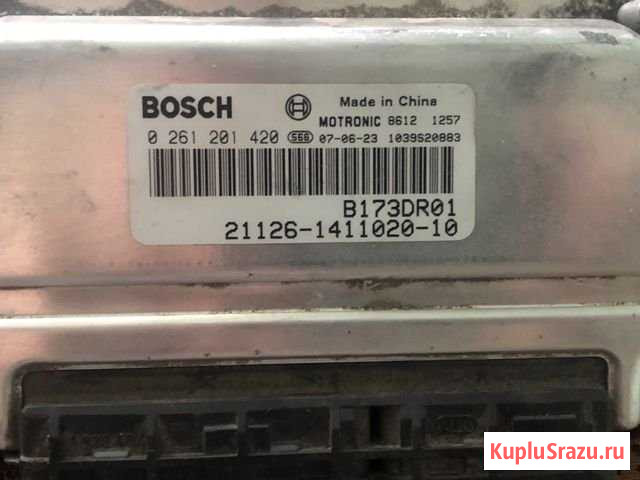 BOSCH Made in China
MOTRONIC 8612 1257
0 261 201 420 07-06-23 1039S20883
B173DR01
21126-1411020-10
KupluSrazu.ru